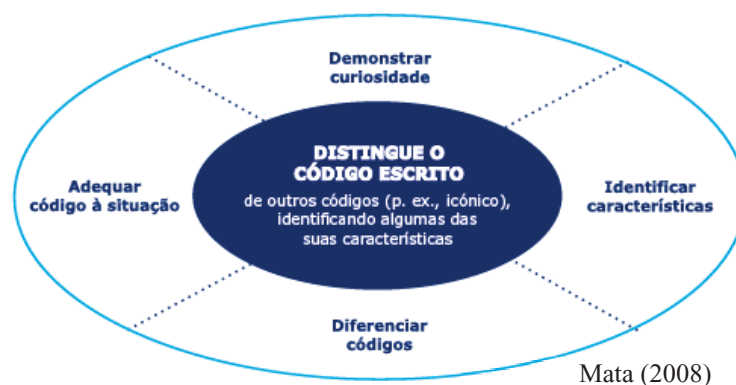 Demonstrar
curiosidade
DISTINGUE O
CÓDIGO ESCRITO
de outros códigos (p. ex., icónico),
identificando algumas das
suas características
Adequar
código à situação
Identificar
características
Diferenciar
códigos
Mata (2008)